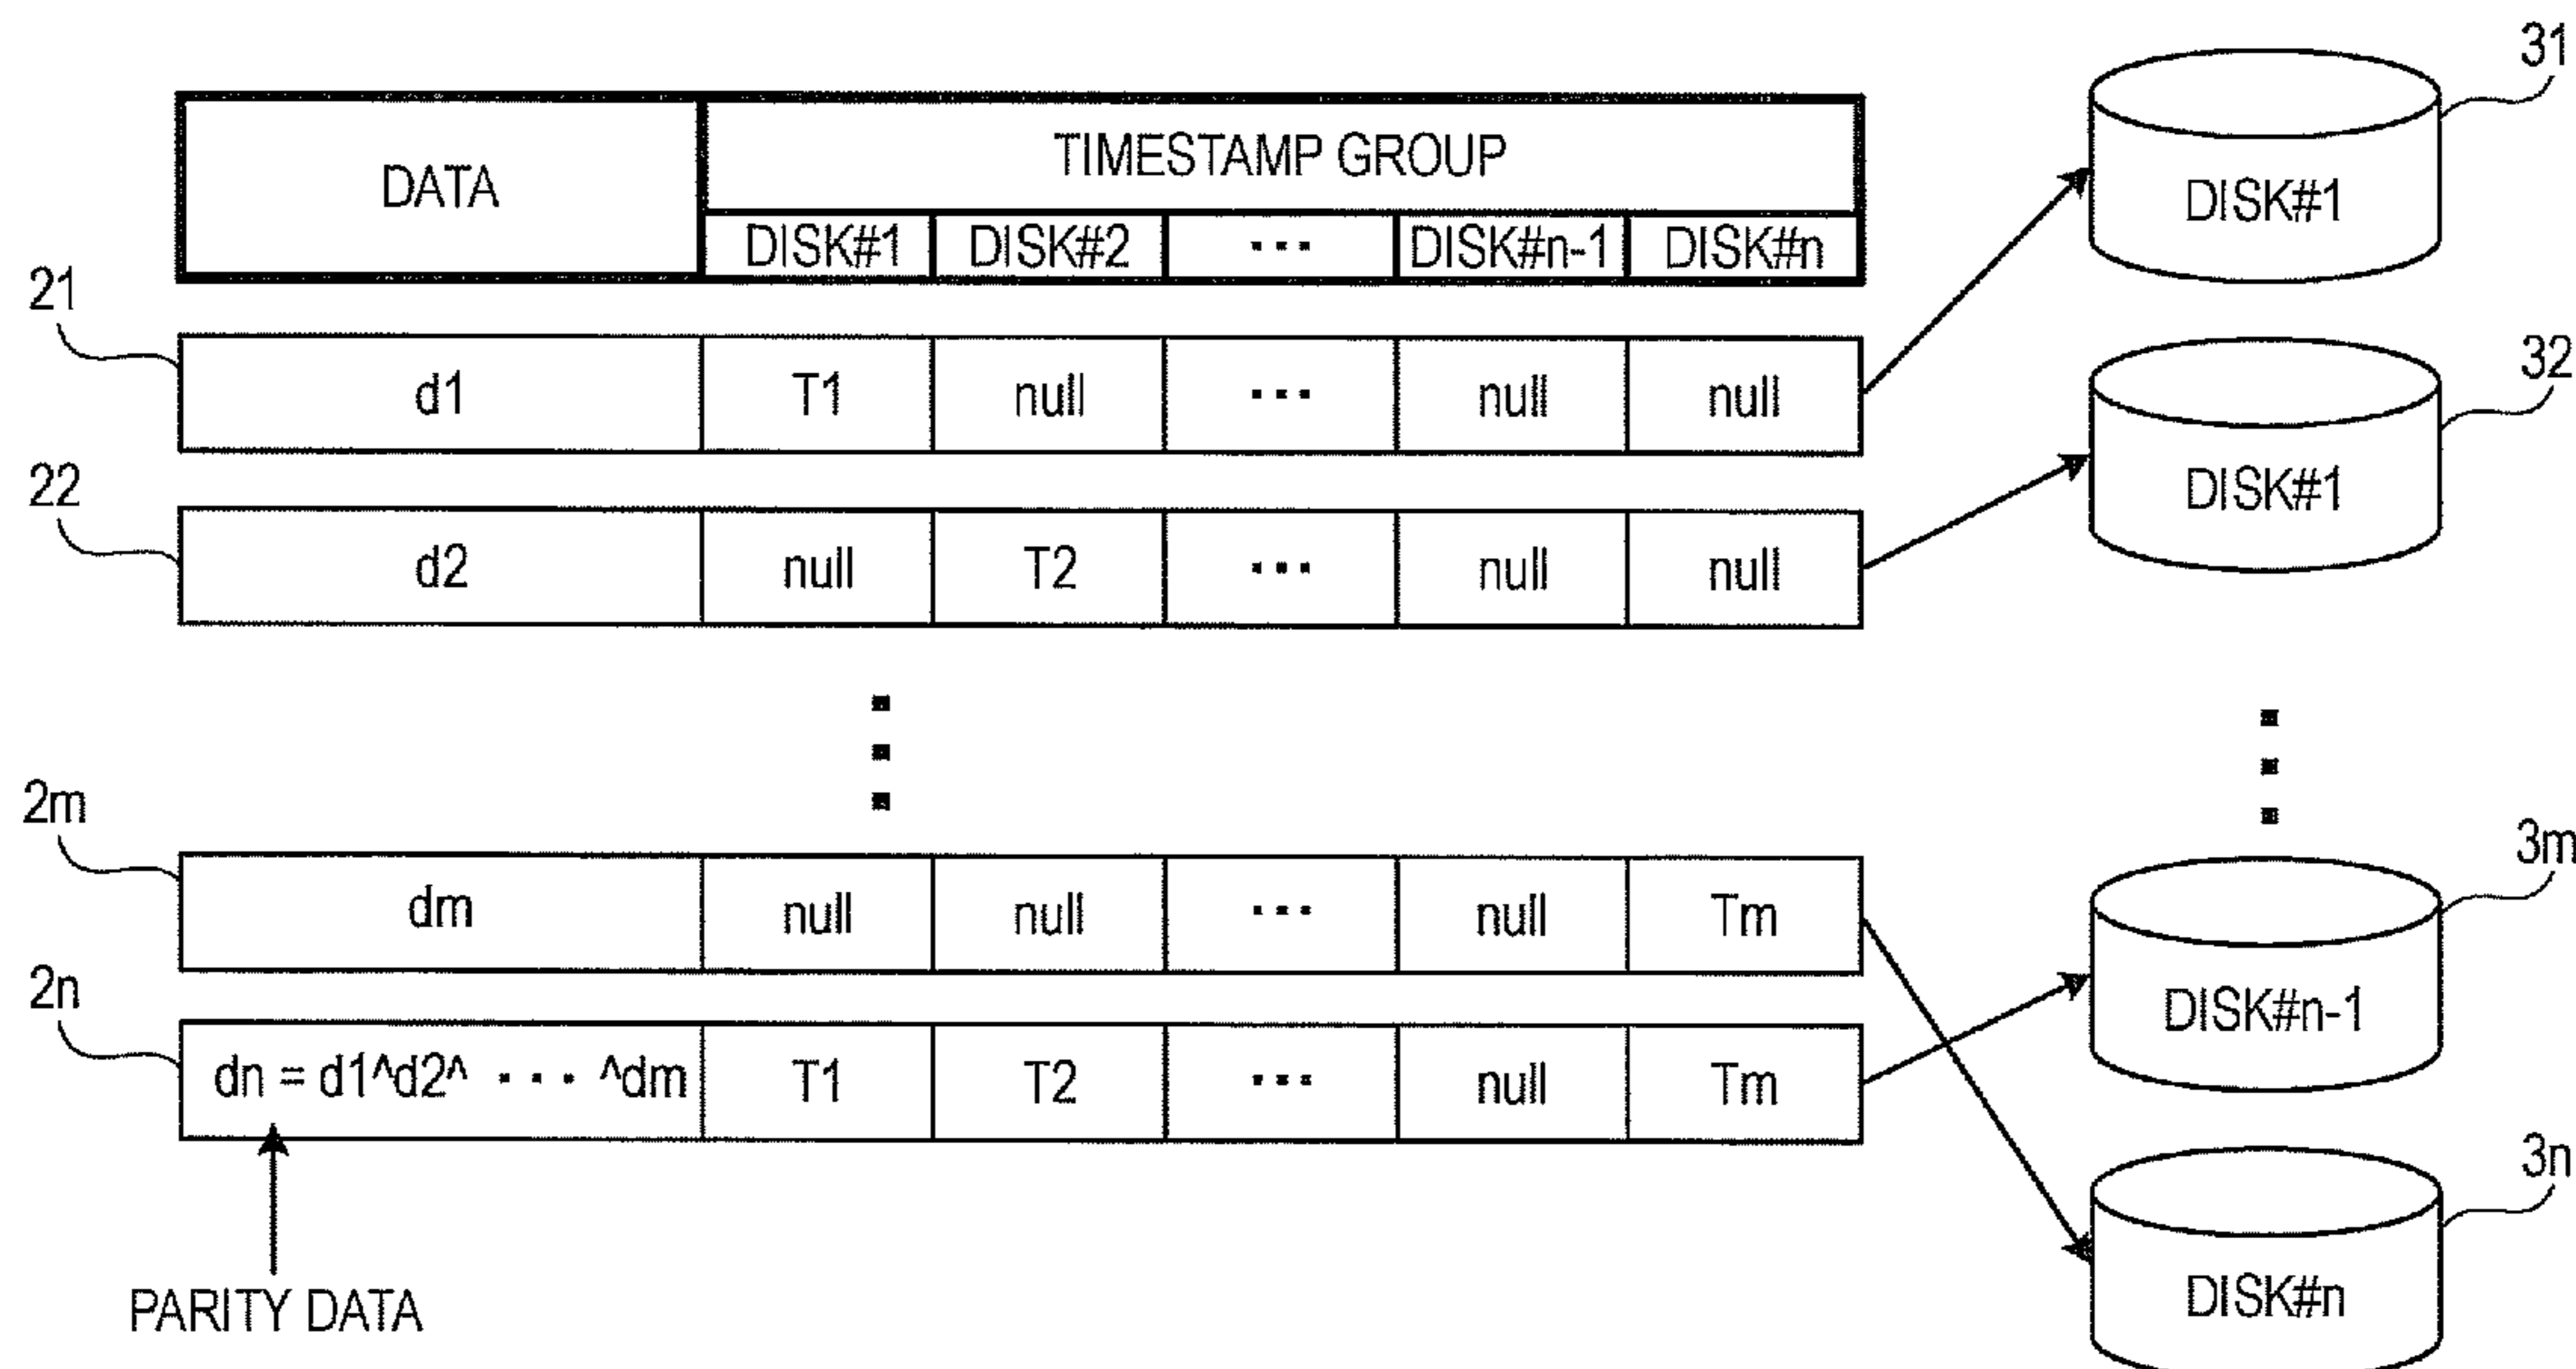 31
DATA TIMESTAMP GROUP
DISK#1
DISK#1 DISK#2 ... DISK#n-1 DISK#n
21
32
d1 T1 null ... null null
DISK#1
22
d2 null T2 ... null null
2m
3m
dm null null ... null Tm
2n
DISK#n-1
dn = d1^d2^ ... ^dm T1 T2 ... null Tm
3n
PARITY DATA
DISK#n